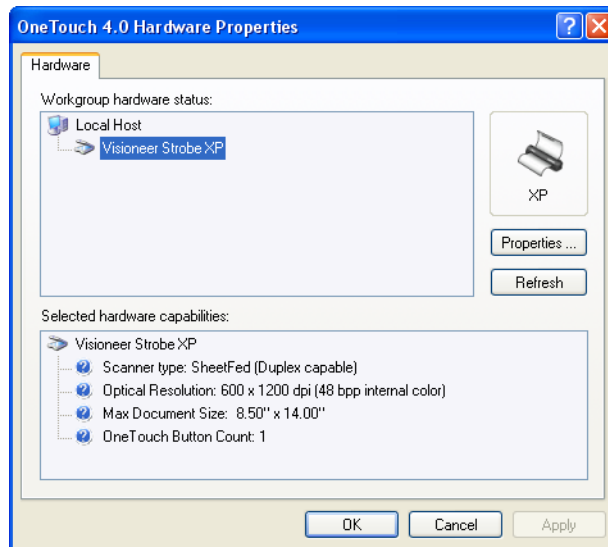 OneTouch 4.0 Hardware Properties
Hardware
Workgroup hardware status:
Local Host
Visioneer Strobe XP
XP
Properties ...
Refresh
Selected hardware capabilities:
Visioneer Strobe XP
Scanner type: SheetFed (Duplex capable)
Optical Resolution: 600 x 1200 dpi (48 bpp internal color)
Max Document Size: 8.50" x 14.00"
OneTouch Button Count: 1
OK
Cancel
Apply